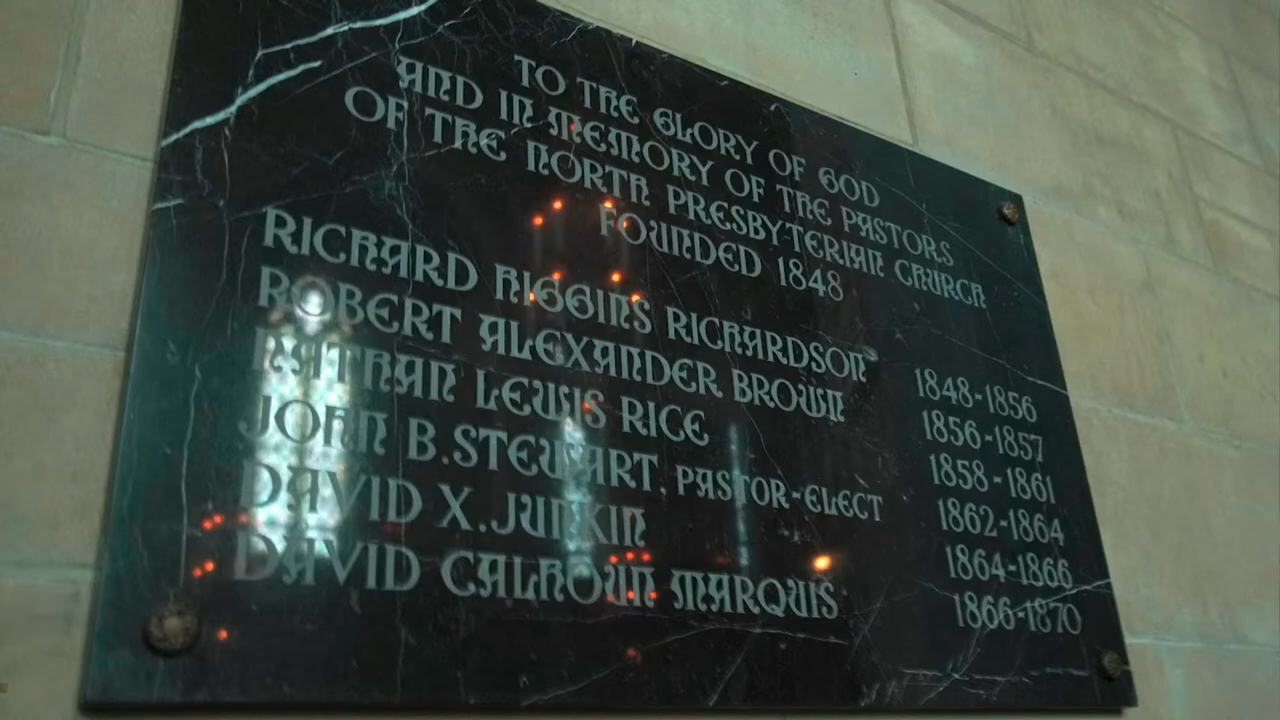 TO THE GLORY OF GOD
AND IN MEMORY OF THE PASTORS
OF THE NORTH PRESBYTERIAN CHURCH
FOUNDED 1848
RICHARD HIGGINS RICHARDSON 1848-1856
ROBERT ALEXANDER BROWN 1856-1857
NATHAN LEWIS RICE 1858-1861
JOHN B. STEWART, PASTOR-ELECT 1862-1864
DAVID X. JUNKIN 1864-1866
DAVID CALHOUN MARQUIS 1866-1870